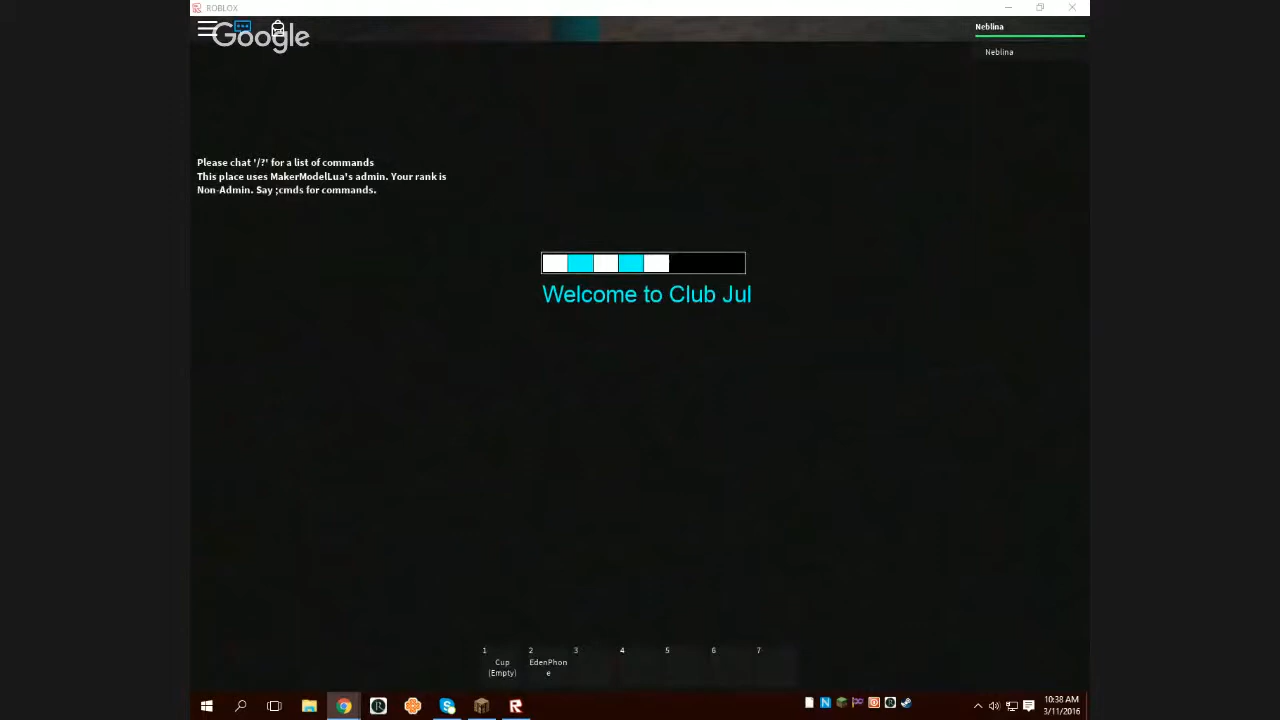 ROBLOX
Google
Neblina
Neblina
Please chat '/?' for a list of commands
This place uses MakerModelLua's admin. Your rank is
Non-Admin. Say ;cmds for commands.
Welcome to Club Jul
1 2 3 4 5 6 7
Cup
(Empty)
EdenPhon
e
10:38 AM
3/11/2016